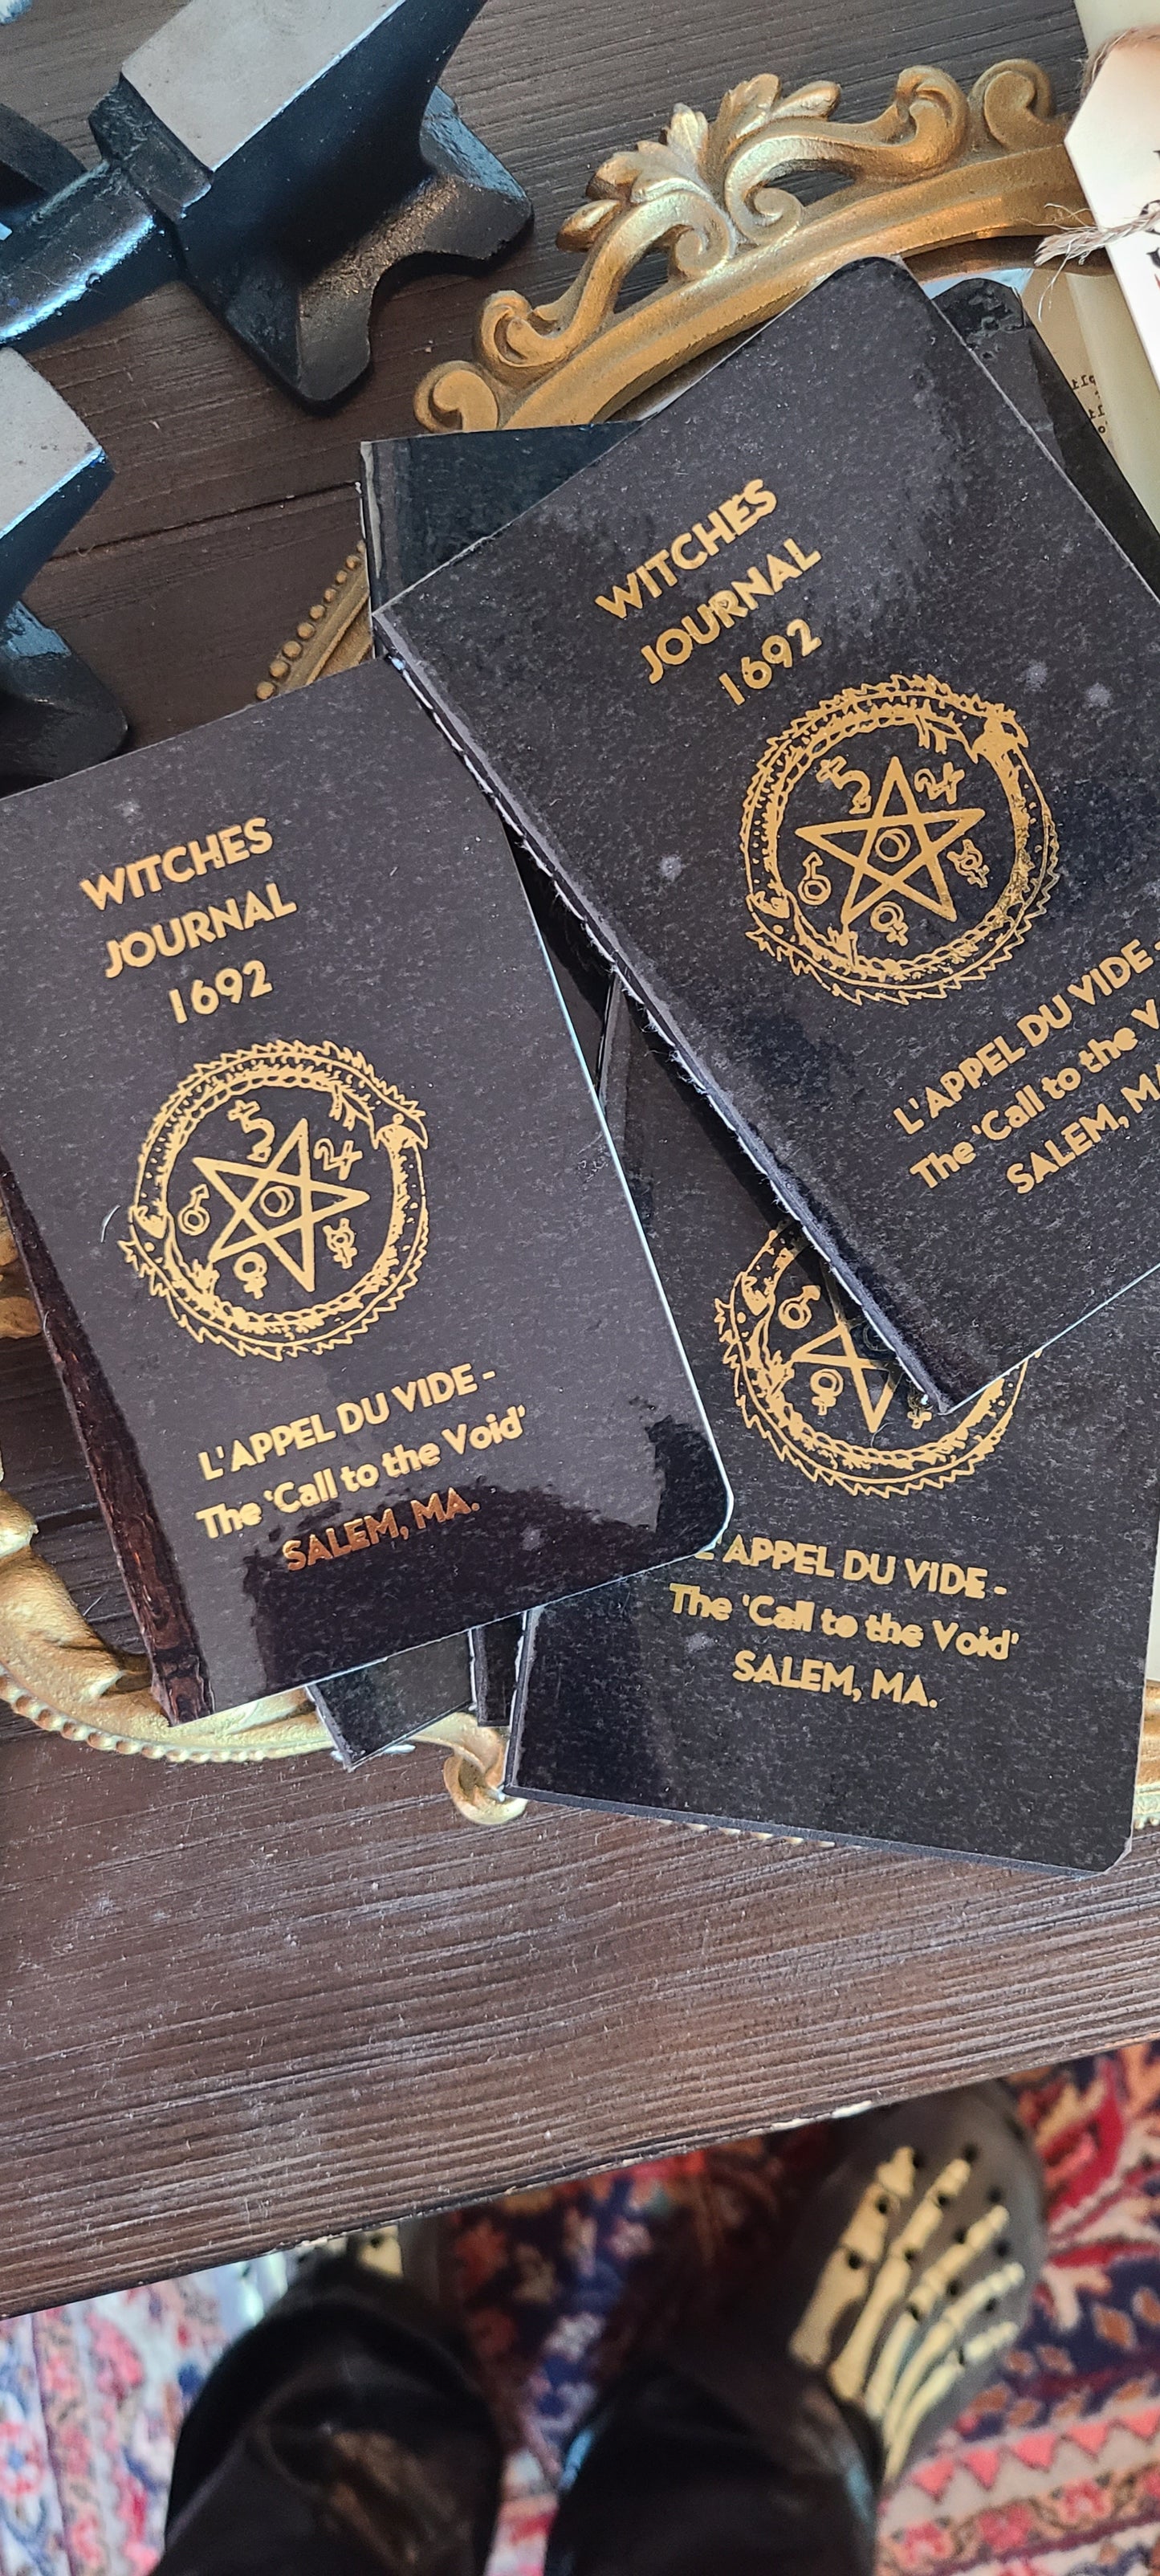 WITCHES
JOURNAL
1692
L'APPEL DU VIDE -
The 'Call to the V
SALEM, MA
WITCHES
JOURNAL
1692
L'APPEL DU VIDE -
The 'Call to the Void'
SALEM, MA.
L'APPEL DU VIDE -
The 'Call to the Void'
SALEM, MA.